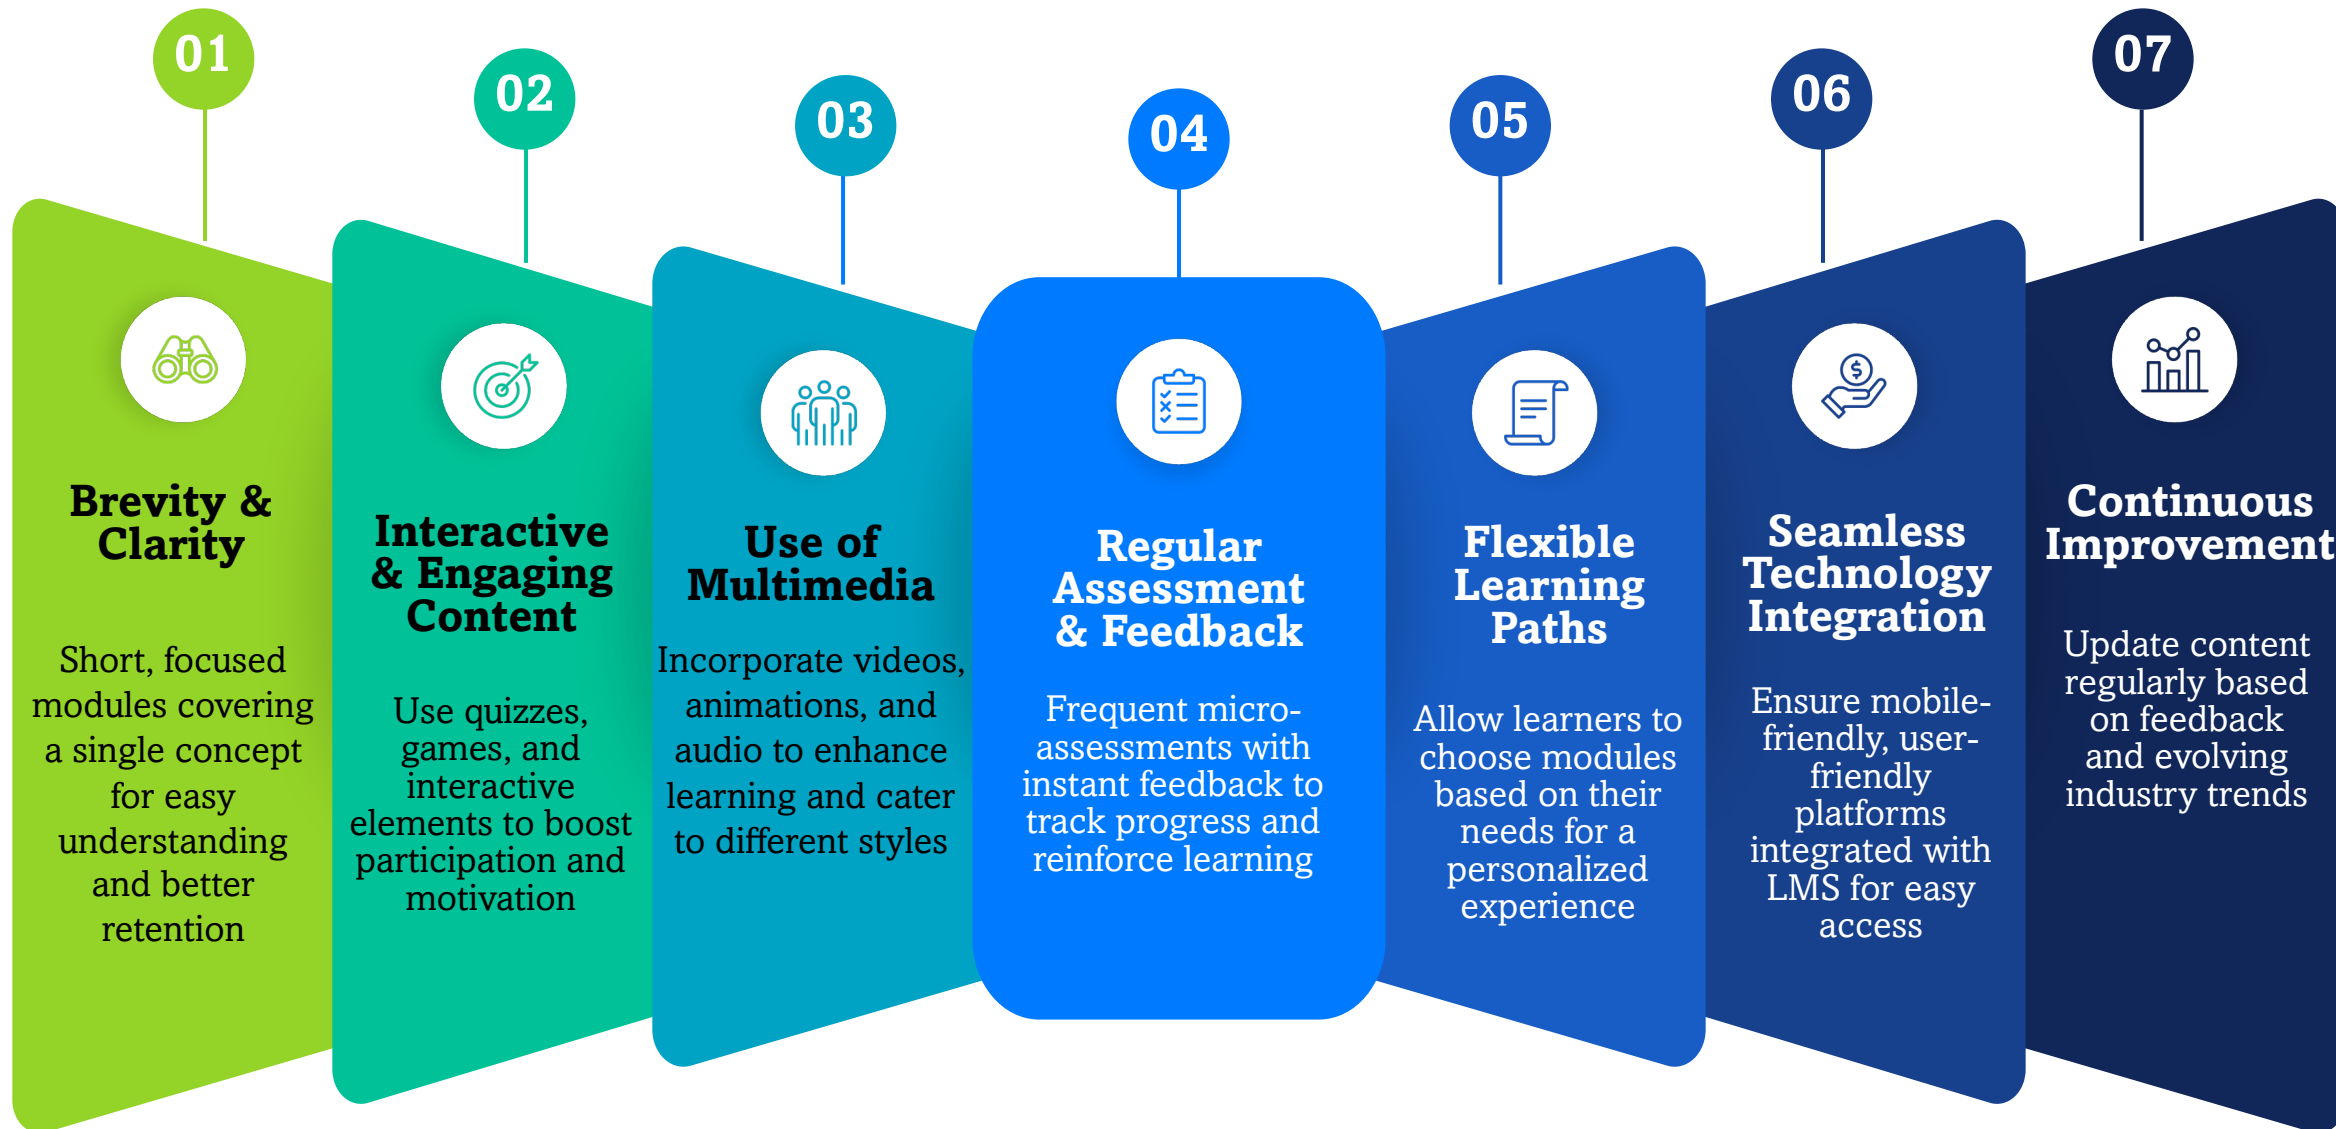 01
Brevity &
Clarity
Short, focused
modules covering
a single concept
for easy
understanding
and better
retention
02
Interactive
& Engaging
Content
Use quizzes,
games, and
interactive
elements to boost
participation and
motivation
03
Use of
Multimedia
Incorporate videos,
animations, and
audio to enhance
learning and cater
to different styles
04
Regular
Assessment
& Feedback
Frequent micro-
assessments with
instant feedback to
track progress and
reinforce learning
05
Flexible
Learning
Paths
Allow learners to
choose modules
based on their
needs for a
personalized
experience
06
$
Seamless
Technology
Integration
Ensure mobile-
friendly, user-
friendly
platforms
integrated with
LMS for easy
access
07
Continuous
Improvement
Update content
regularly based
on feedback
and evolving
industry trends